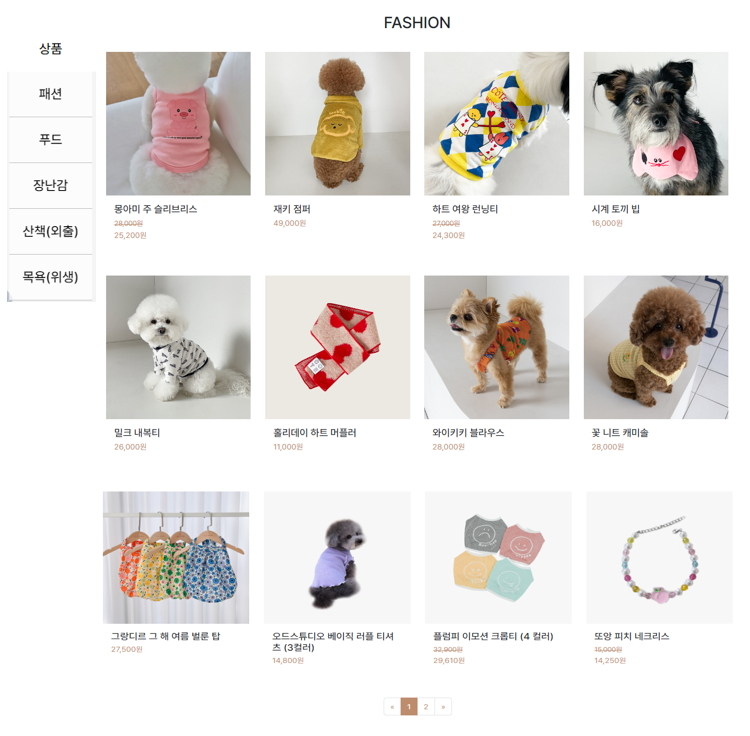 FASHION
상품
패션
푸드
장난감
산책(외출)
목욕(위생)
몽아미 주 슬리브리스
28,000원
25,200원
재키 점퍼
49,000원
하트 여왕 런닝티
27,000원
24,300원
시계 토끼 빕
16,000원
밀크 내복티
26,000원
홀리데이 하트 머플러
11,000원
와이키키 블라우스
28,000원
꽃 니트 캐미솔
28,000원
그랑디르 그 해 여름 벌룬 탑
27,500원
오드스튜디오 베이직 러플 티셔
츠 (3컬러)
14,800원
플럼피 이모션 크롭티 (4 컬러)
32,900원
29,610원
또앙 피치 네크리스
15,000원
14,250원
« 1 2 »